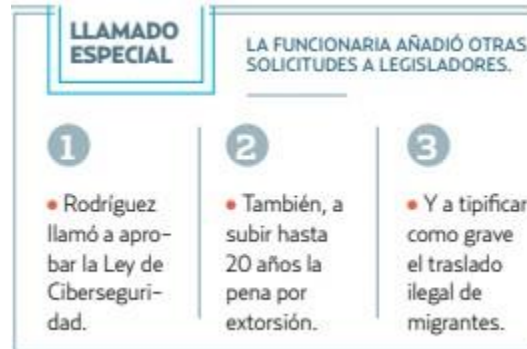 LLAMADO
ESPECIAL
LA FUNCIONARIA AÑADIÓ OTRAS
SOLICITUDES A LEGISLADORES.
1
• Rodríguez
llamó a apro-
bar la Ley de
Ciberseguri-
dad.
2
• También, a
subir hasta
20 años la
pena por
extorsión.
3
• Y a tipificar
como grave
el traslado
ilegal de
migrantes.